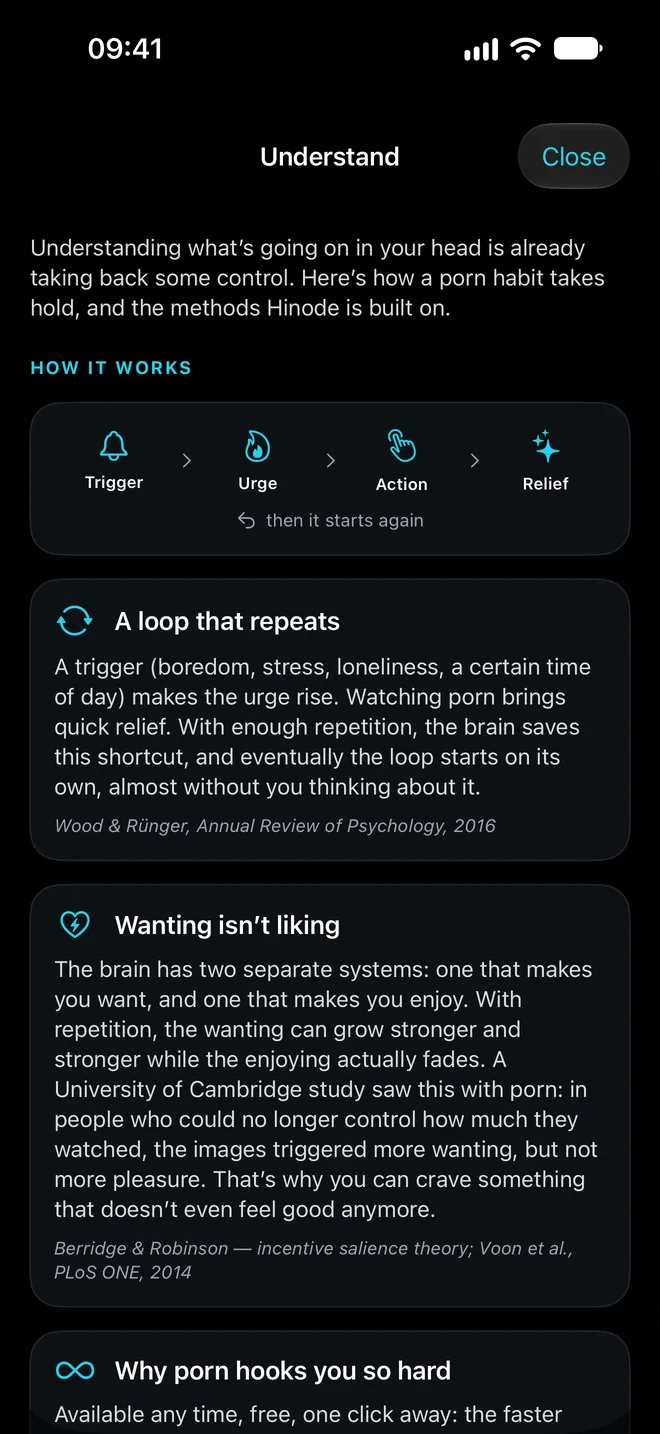 09:41
Understand
Close
Understanding what’s going on in your head is already
taking back some control. Here’s how a porn habit takes
hold, and the methods Hinode is built on.
HOW IT WORKS
Trigger
Urge
Action
Relief
then it starts again
A loop that repeats
A trigger (boredom, stress, loneliness, a certain time
of day) makes the urge rise. Watching porn brings
quick relief. With enough repetition, the brain saves
this shortcut, and eventually the loop starts on its
own, almost without you thinking about it.
Wood & Rünger, Annual Review of Psychology, 2016
Wanting isn’t liking
The brain has two separate systems: one that makes
you want, and one that makes you enjoy. With
repetition, the wanting can grow stronger and
stronger while the enjoying actually fades. A
University of Cambridge study saw this with porn: in
people who could no longer control how much they
watched, the images triggered more wanting, but not
more pleasure. That’s why you can crave something
that doesn’t even feel good anymore.
Berridge & Robinson — incentive salience theory; Voon et al.,
PLoS ONE, 2014
Why porn hooks you so hard
Available any time, free, one click away: the faster